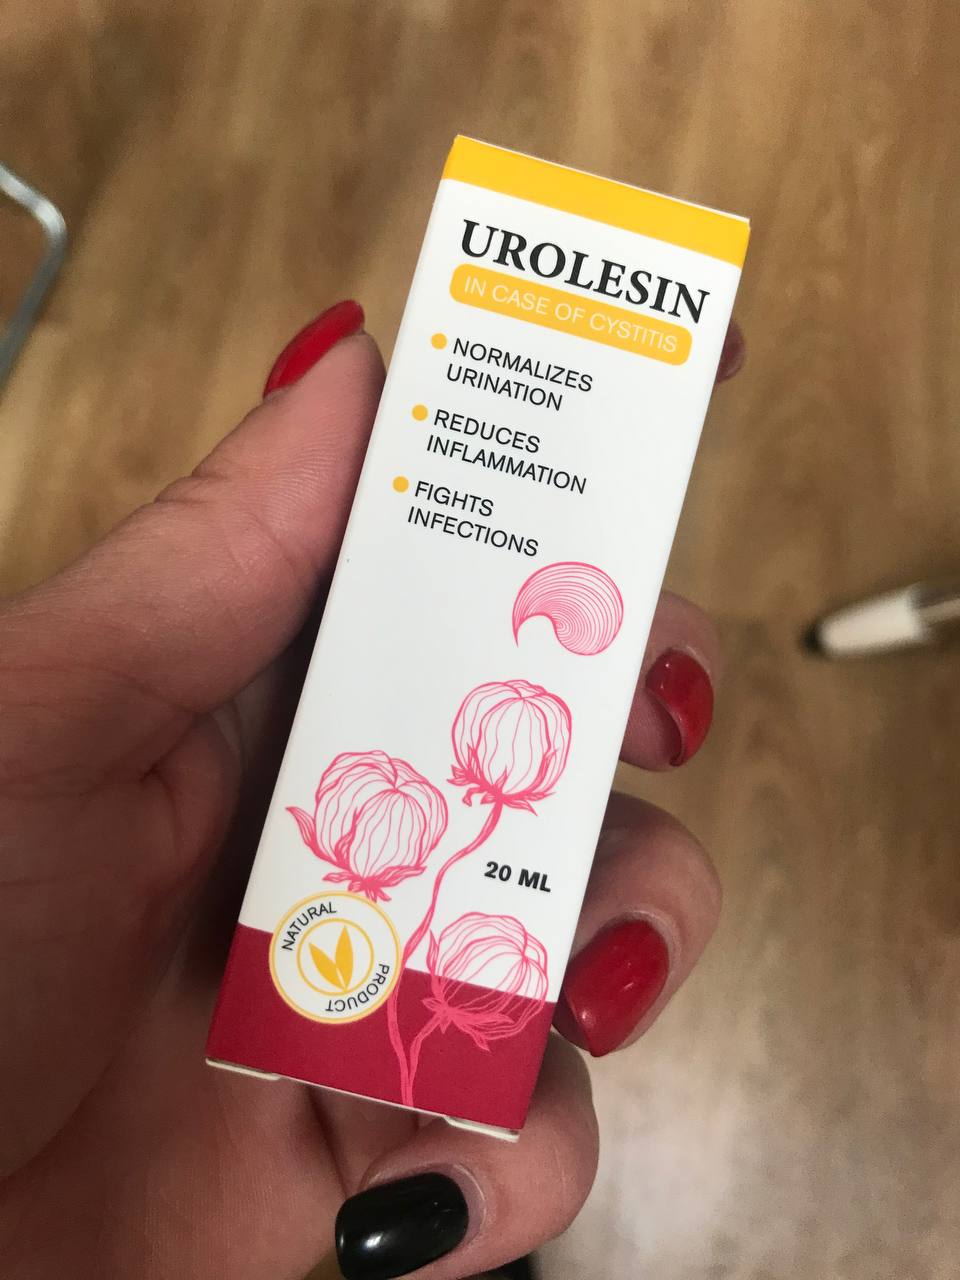 UROLESIN
IN CASE OF CYSTITIS
NORMALIZES
URINATION
REDUCES
INFLAMMATION
FIGHTS
INFECTIONS
20 ML
NATURAL
PRODUCT